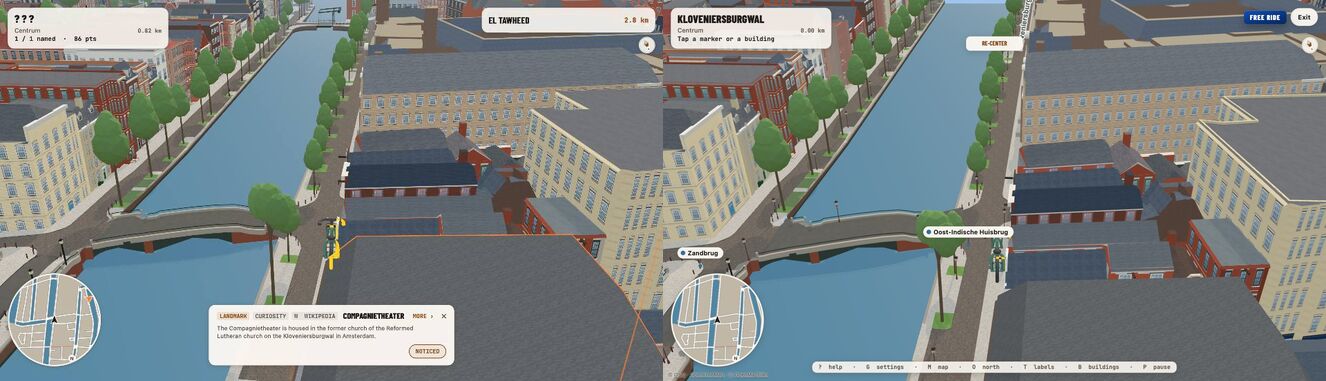 ???
Centrum
0.82 km
1 / 1 named · 86 pts
EL TAWHEED
2.8 km
LANDMARK
CURIOSITY
N WIKIPEDIA
COMPAGNIETHEATER
MORE ›
×
The Compagnietheater is housed in the former church of the Reformed
Lutheran church on the Kloveniersburgwal in Amsterdam.
NOTICED
N
KLOVENIERSBURGWAL
Centrum
0.00 km
Tap a marker or a building
FREE RIDE
Exit
RE-CENTER
Oost-Indische Huisbrug
Zandbrug
N
? help · G settings · M map · O north · T labels · B buildings · P pause